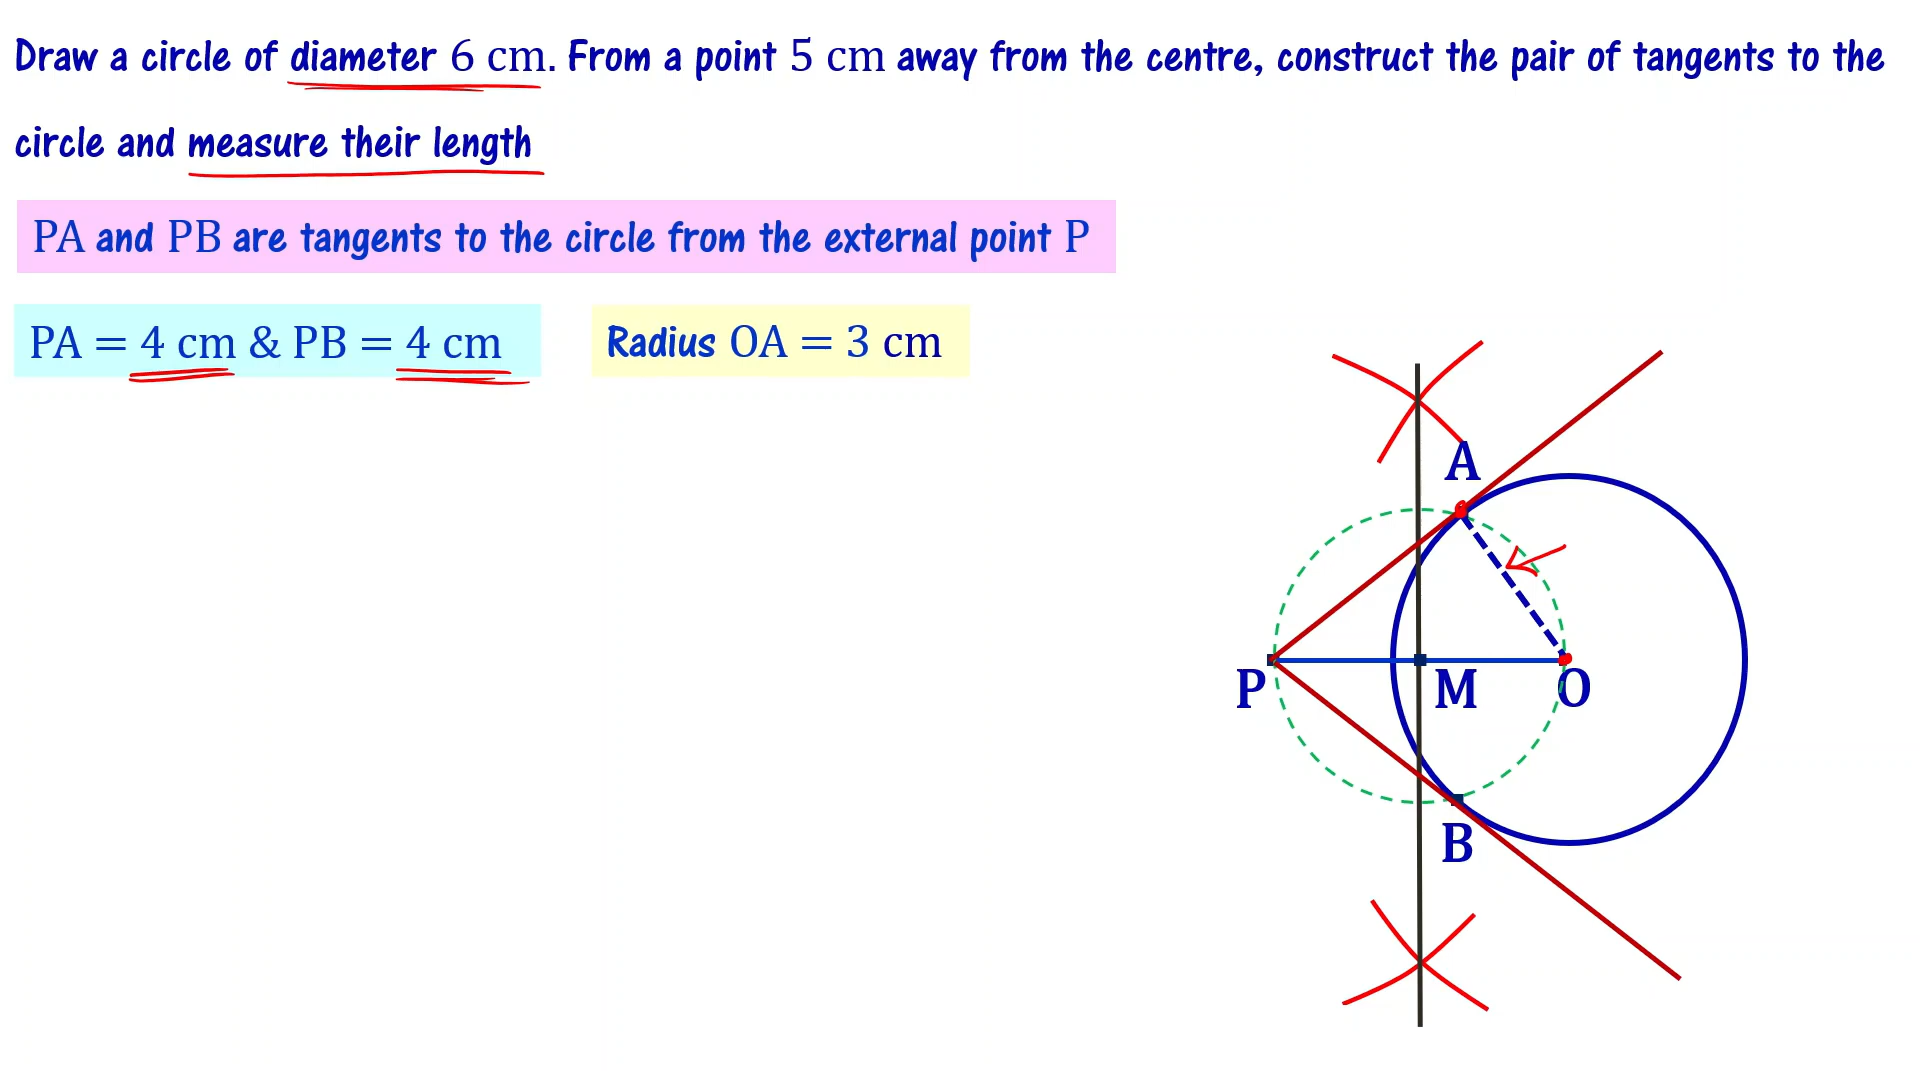 Draw a circle of diameter 6 cm. From a point 5 cm away from the centre, construct the pair of tangents to the
circle and measure their length
PA and PB are tangents to the circle from the external point P
PA = 4 cm & PB = 4 cm
Radius OA = 3 cm
A
P
M
O
B